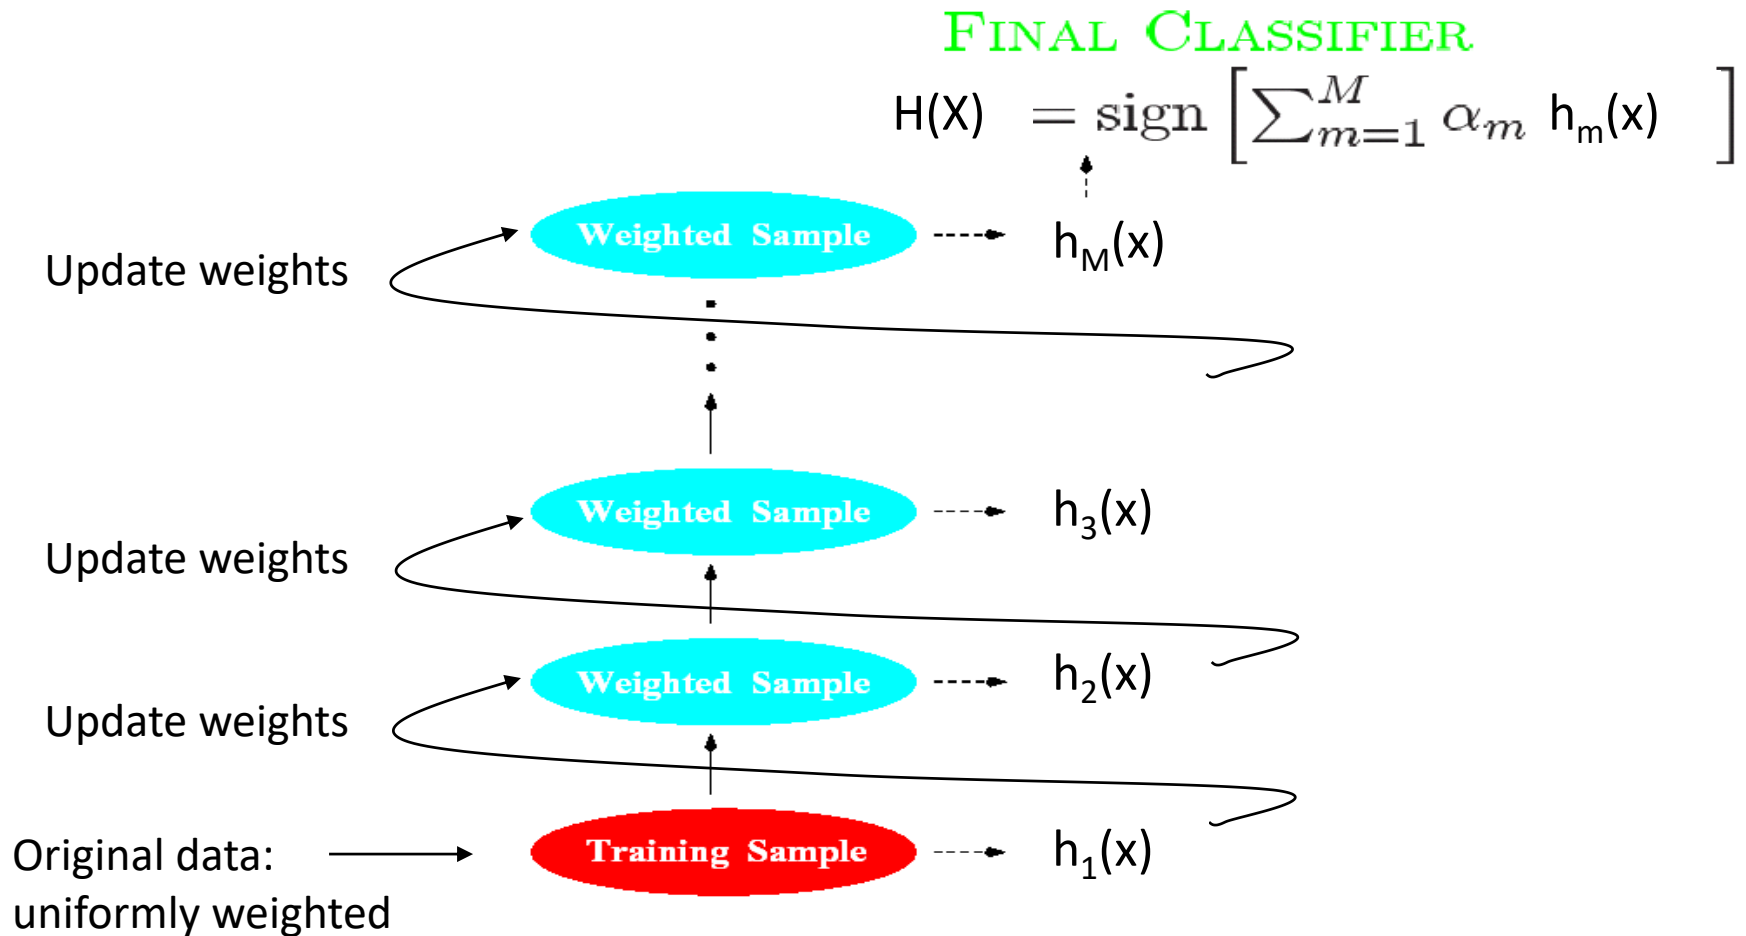 FINAL CLASSIFIER
H(X) = sign [∑_{m=1}^{M} α_m h_m(x)]
Weighted Sample
h_M(x)
Update weights
Weighted Sample
h_3(x)
Update weights
Weighted Sample
h_2(x)
Update weights
Training Sample
h_1(x)
Original data:
uniformly weighted